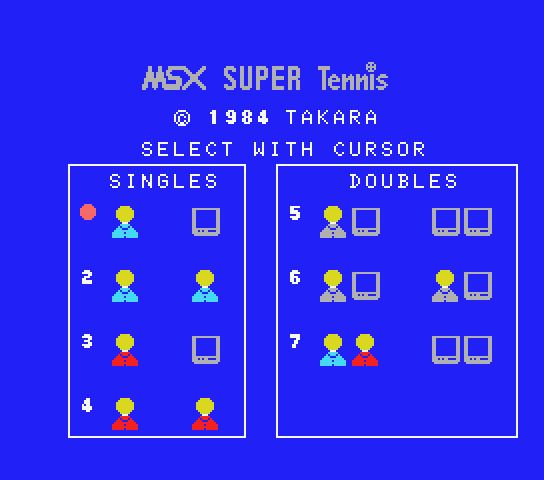 MSX SUPER Tennis
© 1984 TAKARA
SELECT WITH CURSOR
SINGLES
2
3
4
DOUBLES
5
6
7